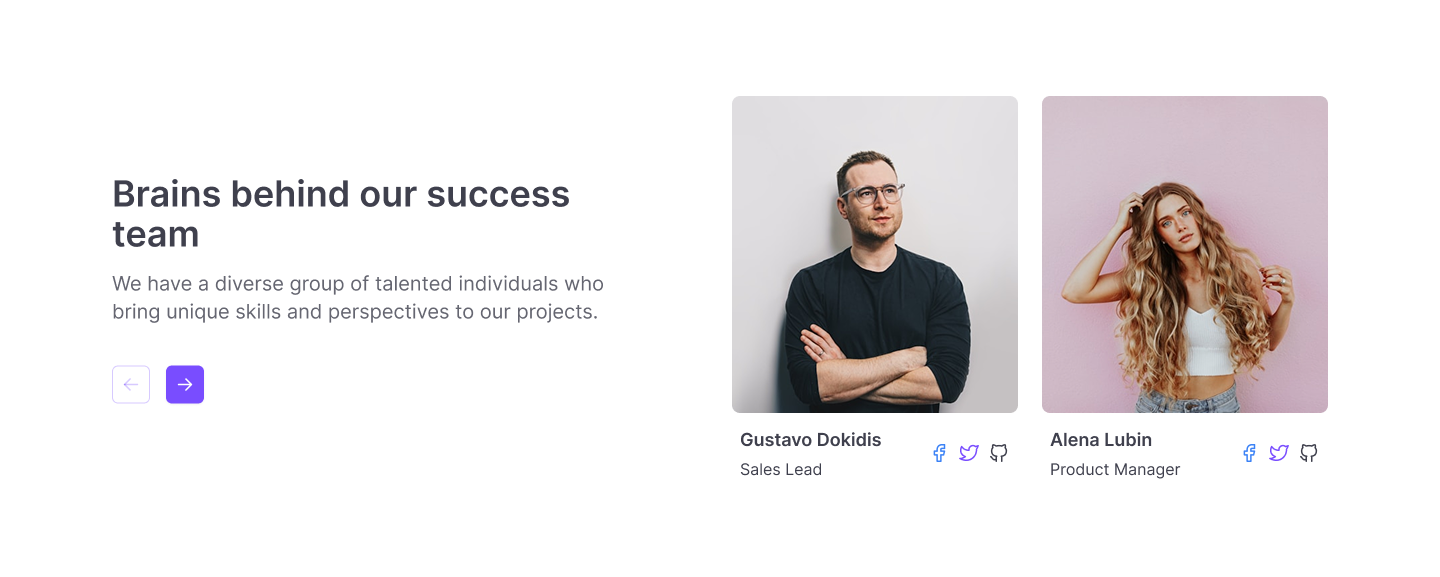 Brains behind our success
team
We have a diverse group of talented individuals who
bring unique skills and perspectives to our projects.
Gustavo Dokidis
Sales Lead
Alena Lubin
Product Manager